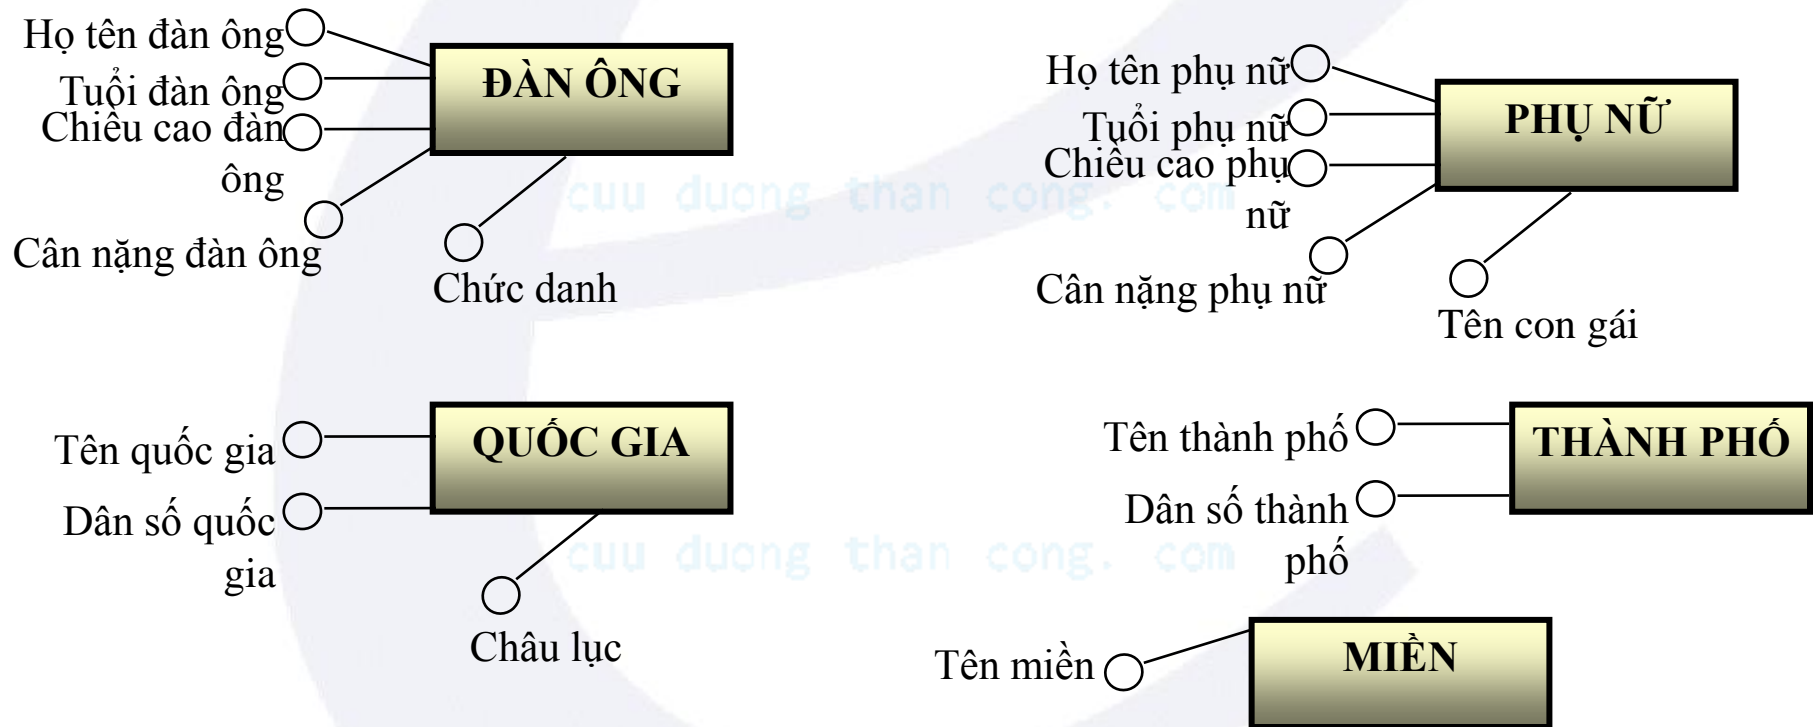 Họ tên đàn ông
Tuổi đàn ông
Chiều cao đàn
ông
Cân nặng đàn ông
ĐÀN ÔNG
Chức danh
Họ tên phụ nữ
Tuổi phụ nữ
Chiều cao phụ
nữ
Cân nặng phụ nữ
PHỤ NỮ
Tên con gái
cuu duong than cong. com
Tên quốc gia
Dân số quốc
gia
QUỐC GIA
Châu lục
Tên thành phố
Dân số thành
phố
THÀNH PHỐ
cuu duong than cong. com
Tên miền
MIỀN